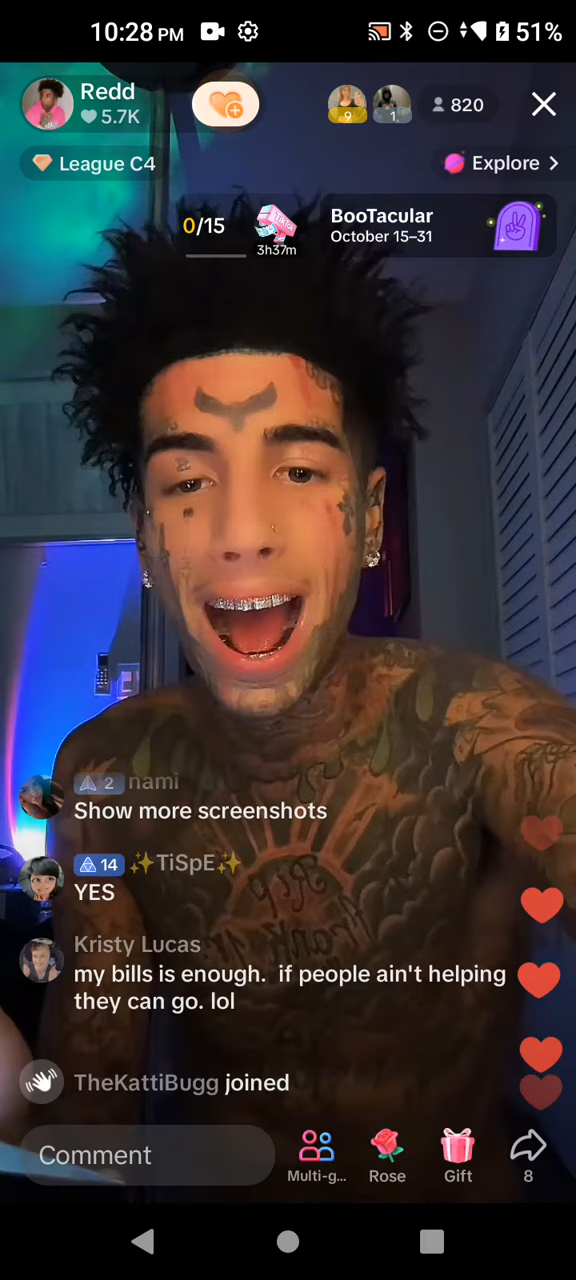 10:28 PM
51%
Redd
5.7K
9
1
820
League C4
Explore >
0/15
TikTok
3h37m
BooTacular
October 15–31
2 nami
Show more screenshots
14 ✨TiSpE✨
YES
Kristy Lucas
my bills is enough. if people ain't helping
they can go. lol
TheKattiBugg joined
Comment
Multi-g...
Rose
Gift
8
RIP